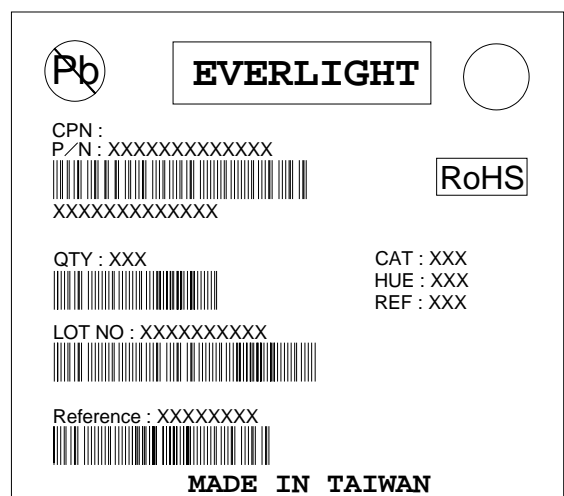 Pb
EVERLIGHT
CPN :
P/N : XXXXXXXXXXXXX
RoHS
XXXXXXXXXXXXX
QTY : XXX
CAT : XXX
HUE : XXX
REF : XXX
LOT NO : XXXXXXXXXX
Reference : XXXXXXXX
MADE IN TAIWAN